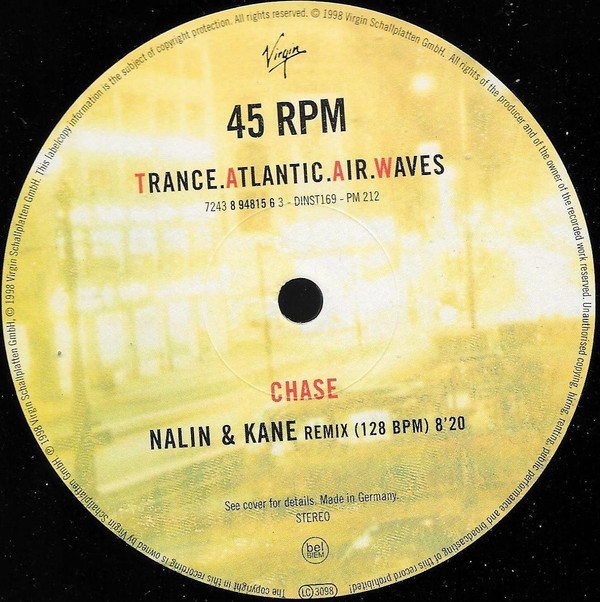 Virgin
45 RPM
TRANCE.ATLANTIC.AIR.WAVES
7243 8 94815 6 3 - DINST169 - PM 212
CHASE
NALIN & KANE REMIX (128 BPM) 8'20
See cover for details. Made in Germany.
STEREO
bel
BIEM
LC 3098
℗ 1998 Virgin Schallplatten GmbH. © 1998 Virgin Schallplatten GmbH. This labelcopy information is the subject of copyright protection. All rights reserved. © 1998 Virgin Schallplatten GmbH. All rights of the producer and of the owner of the recorded work reserved. Unauthorised copying, hiring, renting, public performance and broadcasting of this record prohibited! The copyright in this recording is owned by Virgin Schallplatten GmbH.